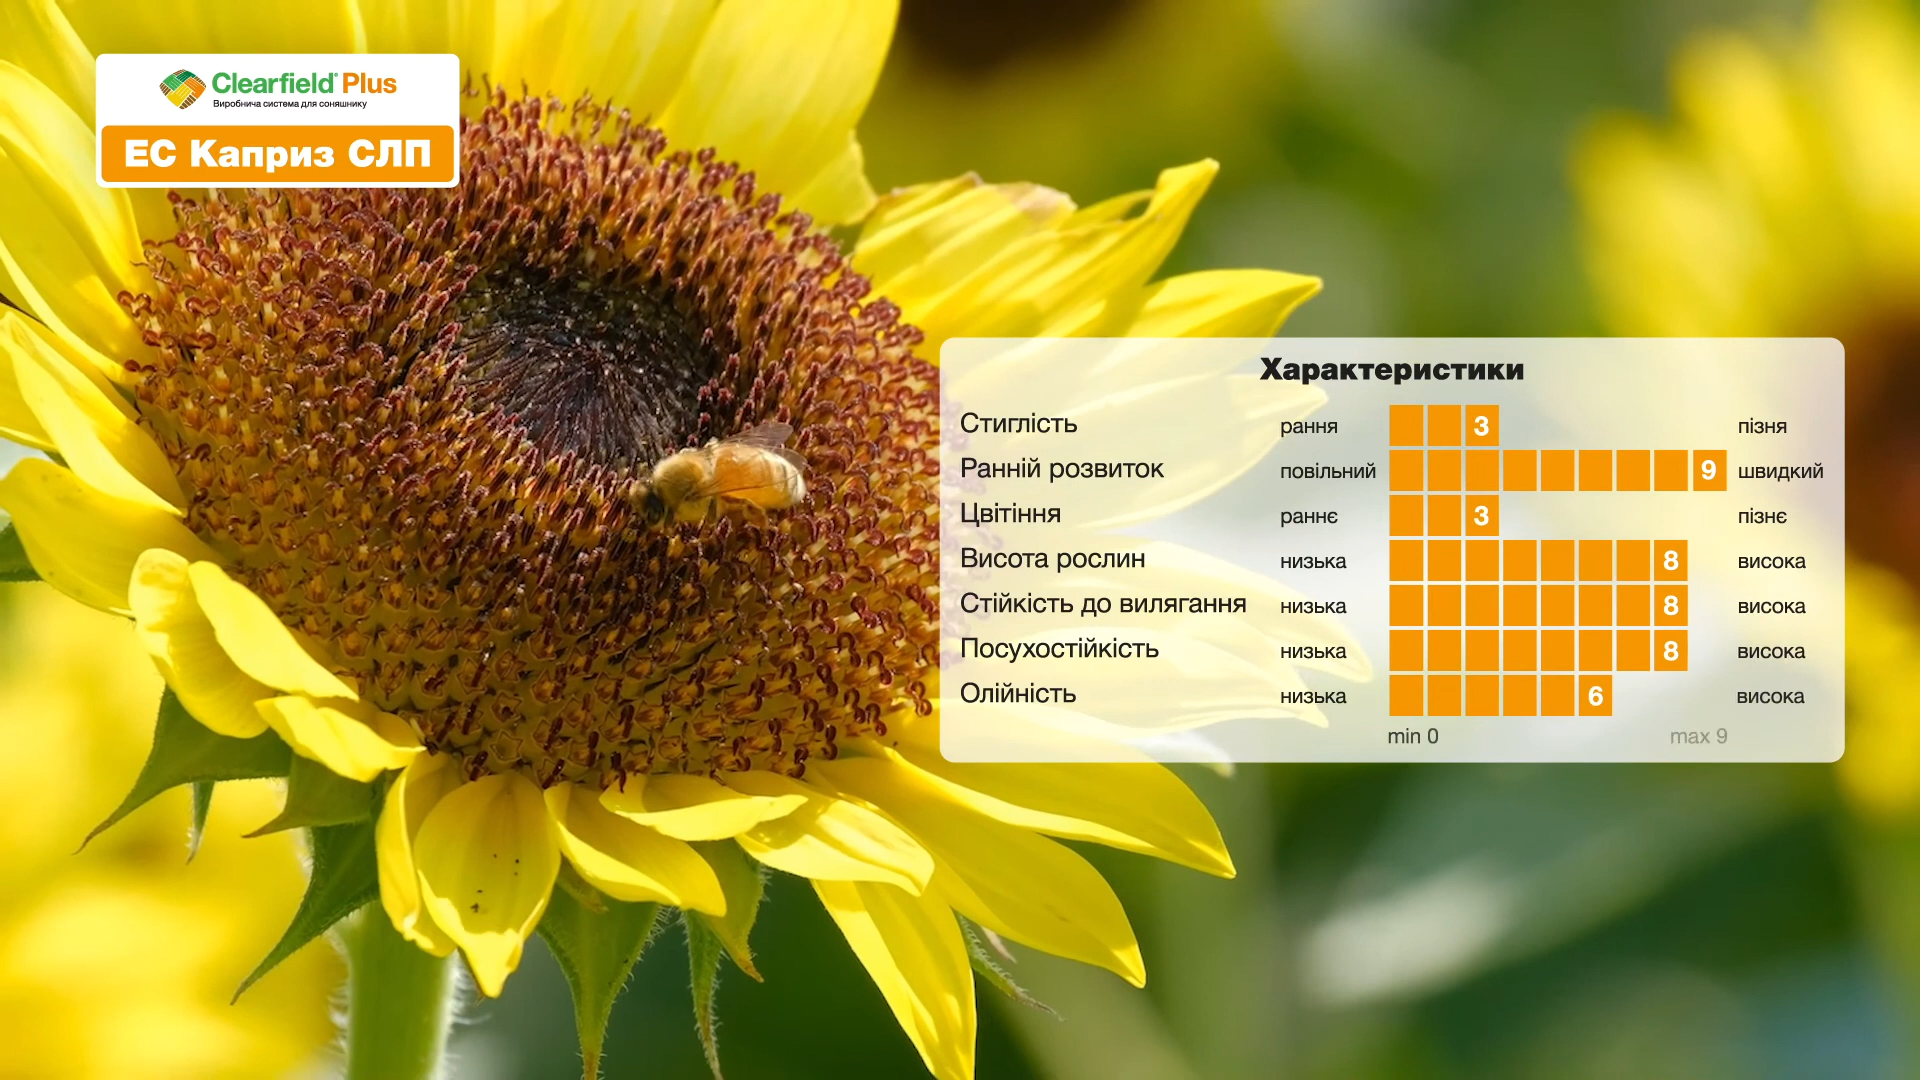 Clearfield® Plus
Виробнича система для соняшнику
ЕС Каприз СЛП
Характеристики
Стиглість рання 3 пізня
Ранній розвиток повільний 9 швидкий
Цвітіння раннє 3 пізнє
Висота рослин низька 8 висока
Стійкість до вилягання низька 8 висока
Посухостійкість низька 8 висока
Олійність низька 6 висока
min 0 max 9